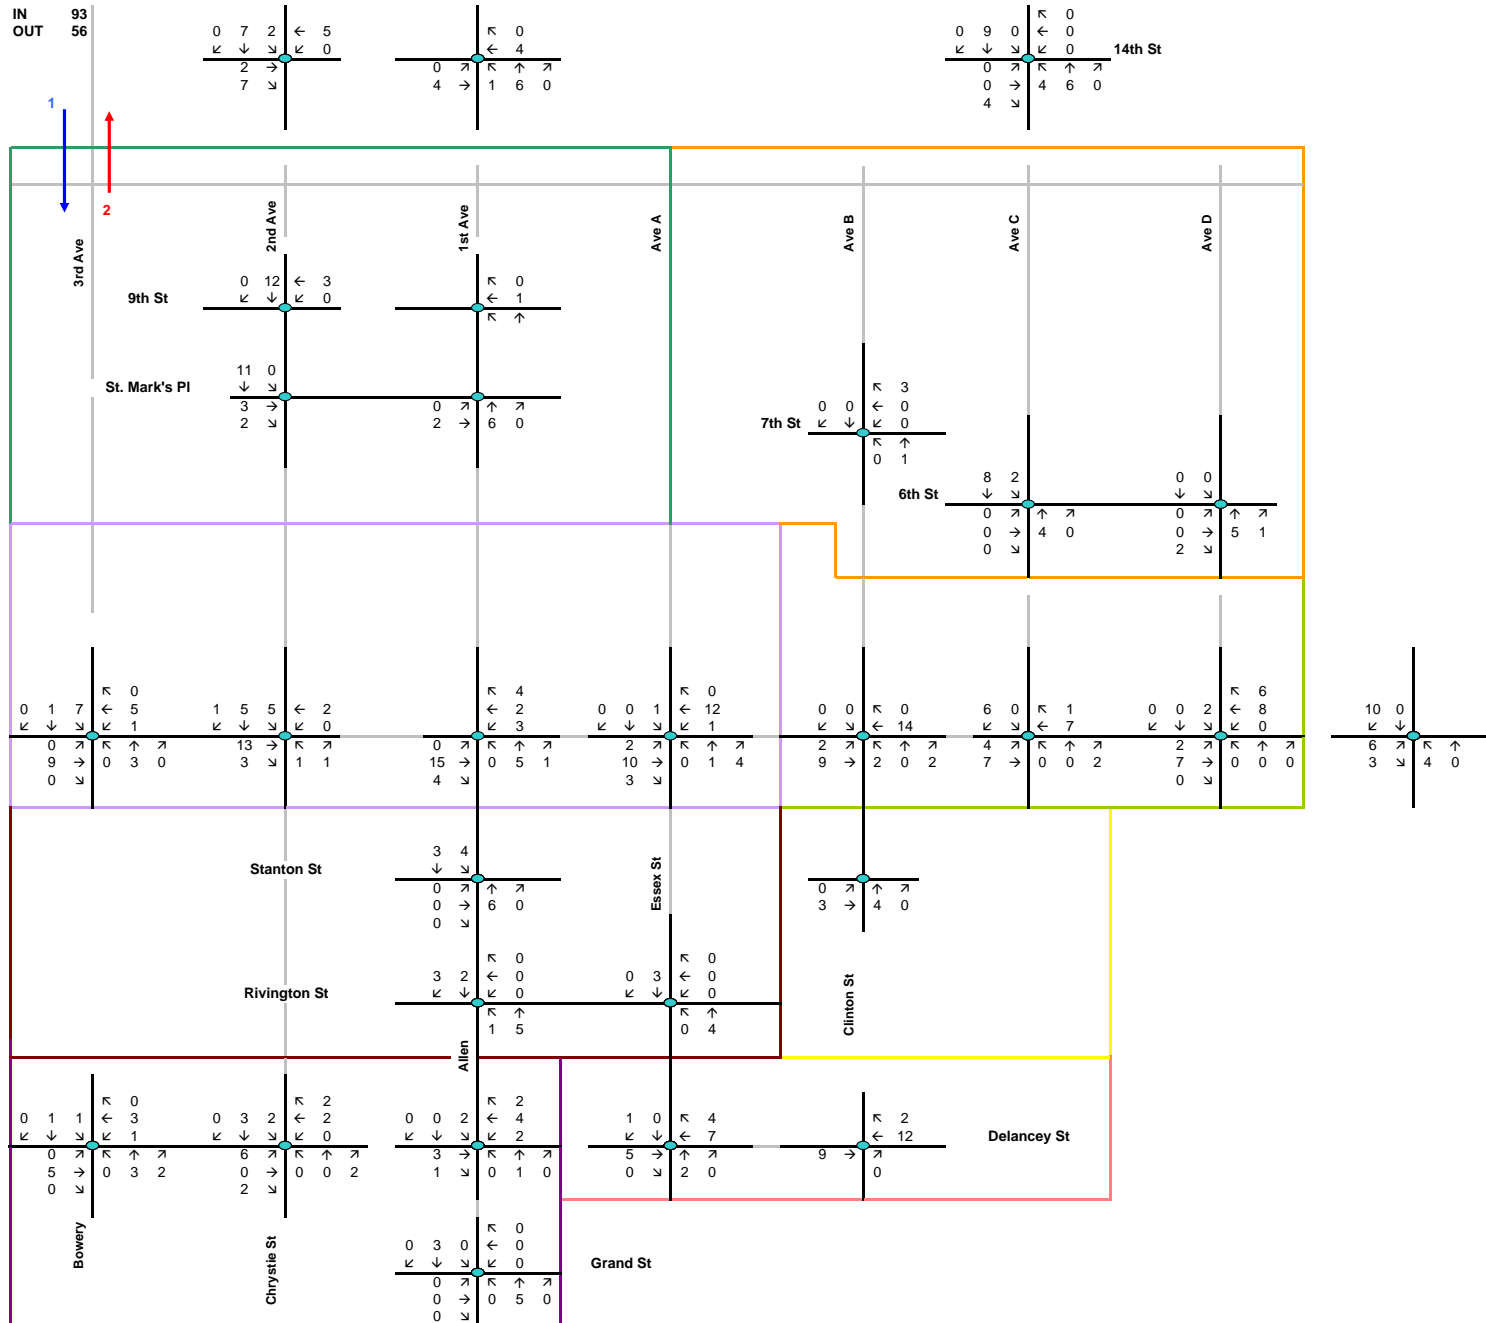 IN 93
OUT 56
0 7 2 ← 5
↙ ↓ ↘ ↙ 0
2 →
7 ↘
↖ 0
← 4
0 ↗ ↖ ↑ ↗
4 → 1 6 0
↖ 0
0 9 0 ← 0
↙ ↓ ↘ ↙ 0
14th St
0 ↗ ↖ ↑ ↗
0 → 4 6 0
4 ↘
1
2
3rd Ave
2nd Ave
1st Ave
Ave A
Ave B
Ave C
Ave D
9th St
0 12 ← 3
↙ ↓ ↙ 0
↖ 0
← 1
↖ ↑
St. Mark's Pl
11 0
↓ ↘
3 →
2 ↘
0 ↗ ↑ ↗
2 → 6 0
7th St
↖ 3
0 0 ← 0
↙ ↓ ↙ 0
↖ ↑
0 1
6th St
8 2
↓ ↘
0 ↗ ↑ ↗
0 → 4 0
0 ↘
0 0
↓ ↘
0 ↗ ↑ ↗
0 → 5 1
2 ↘
↖ 0
0 1 7 ← 5
↙ ↓ ↘ ↙ 1
0 ↗ ↖ ↑ ↗
9 → 0 3 0
0 ↘
1 5 5 ← 2
↙ ↓ ↘ ↙ 0
13 → ↖ ↗
3 ↘ 1 1
↖ 4
← 2
↙ 3
0 ↗ ↖ ↑ ↗
15 → 0 5 1
4 ↘
↖ 0
0 0 1 ← 12
↙ ↓ ↘ ↙ 1
2 ↗ ↖ ↑ ↗
10 → 0 1 4
3 ↘
0 0 ↖ 0
↙ ↘ ← 14
2 ↗ ↖ ↑ ↗
9 → 2 0 2
6 0 ↖ 1
↙ ↘ ← 7
4 ↗ ↖ ↑ ↗
7 → 0 0 2
↖ 6
0 0 2 ← 8
↙ ↓ ↘ ↙ 0
2 ↗ ↖ ↑ ↗
7 → 0 0 0
0 ↘
10 0
↙ ↓
6 ↗ ↖ ↑
3 ↘ 4 0
Stanton St
3 4
↓ ↘
0 ↗ ↑ ↗
0 → 6 0
0 ↘
Essex St
0 ↗ ↑ ↗
3 → 4 0
Rivington St
↖ 0
3 2 ← 0
↙ ↓ ↙ 0
↖ ↑
1 5
↖ 0
0 3 ← 0
↙ ↓ ↙ 0
↖ ↑
0 4
Clinton St
Allen
↖ 0
0 1 1 ← 3
↙ ↓ ↘ ↙ 1
0 ↗ ↖ ↑ ↗
5 → 0 3 2
0 ↘
↖ 2
0 3 2 ← 2
↙ ↓ ↘ ↙ 0
6 ↗ ↖ ↑ ↗
0 → 0 0 2
2 ↘
↖ 2
0 0 2 ← 4
↙ ↓ ↘ ↙ 2
3 → ↖ ↑ ↗
1 ↘ 0 1 0
1 0 ↖ 4
↙ ↓ ← 7
5 → ↑ ↗
0 ↘ 2 0
↖ 2
← 12
9 → ↗
0
Delancey St
Bowery
Chrystie St
↖ 0
0 3 0 ← 0
↙ ↓ ↘ ↙ 0
0 ↗ ↖ ↑ ↗
0 → 0 5 0
0 ↘
Grand St